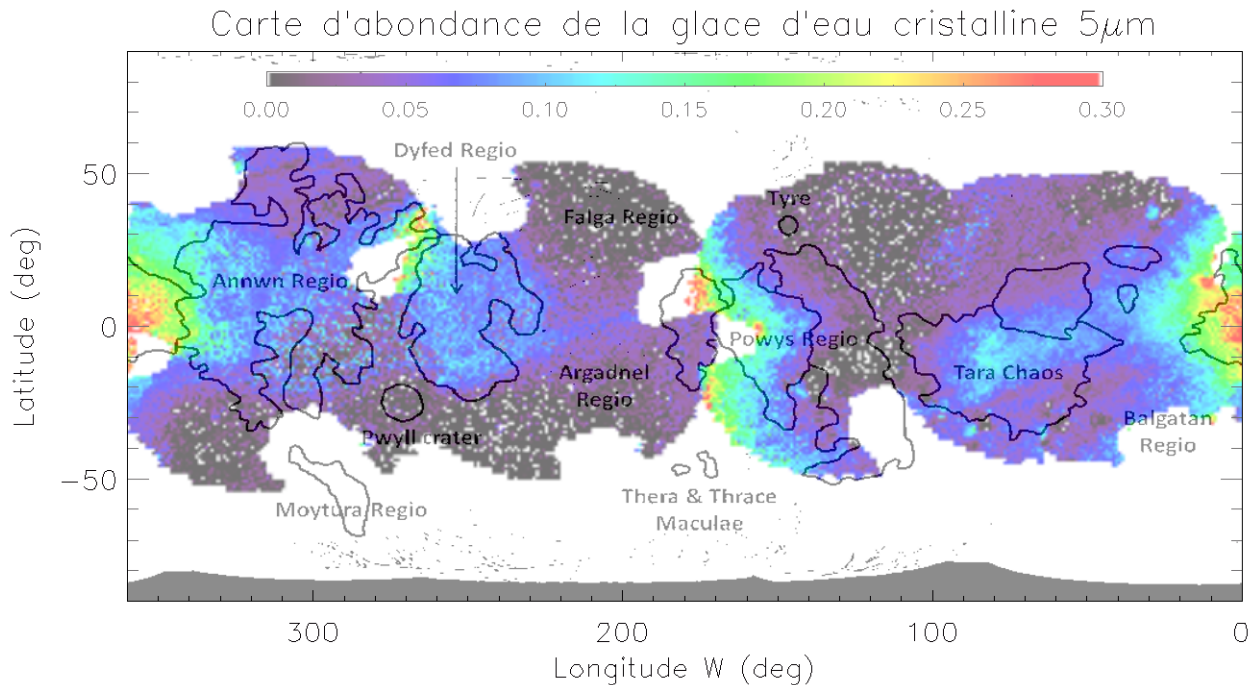 Carte d'abondance de la glace d'eau cristalline 5μm
0.00 0.05 0.10 0.15 0.20 0.25 0.30
Dyfed Regio
50
Tyre
Falga Regio
Annwn Regio
0
Powys Regio
Argadnel
Regio
Tara Chaos
Balgatan
Regio
Pwyll crater
-50
Moytura Regio
Thera & Thrace
Maculae
300 200 100 0
Longitude W (deg)
Latitude (deg)